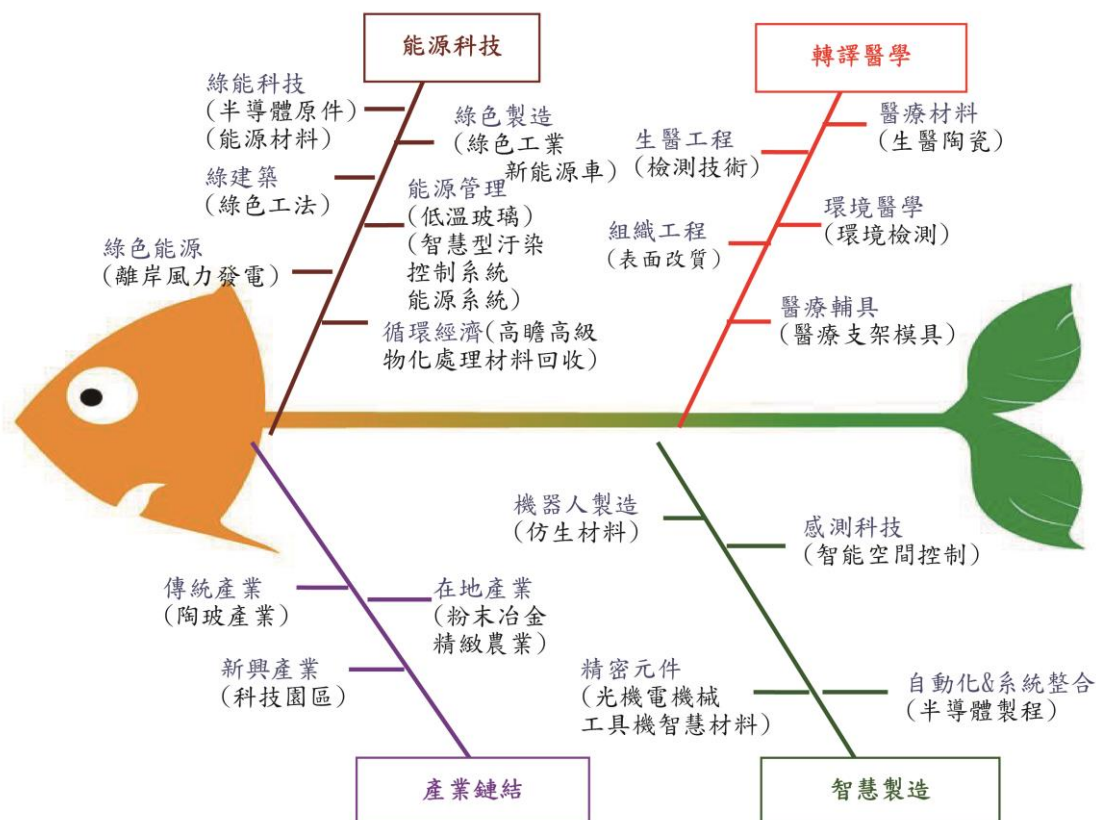 能源科技
綠能科技
(半導體原件)
(能源材料)
綠色製造
(綠色工業
新能源車)
綠建築
(綠色工法)
能源管理
(低溫玻璃)
(智慧型汙染
控制系統
能源系統)
綠色能源
(離岸風力發電)
循環經濟(高瞻高級
物化處理材料回收)
轉譯醫學
醫療材料
(生醫陶瓷)
生醫工程
(檢測技術)
環境醫學
(環境檢測)
組織工程
(表面改質)
醫療輔具
(醫療支架模具)
傳統產業
(陶玻產業)
在地產業
(粉末冶金
精緻農業)
新興產業
(科技園區)
產業鏈結
機器人製造
(仿生材料)
感測科技
(智能空間控制)
精密元件
(光機電機械
工具機智慧材料)
自動化&系統整合
(半導體製程)
智慧製造